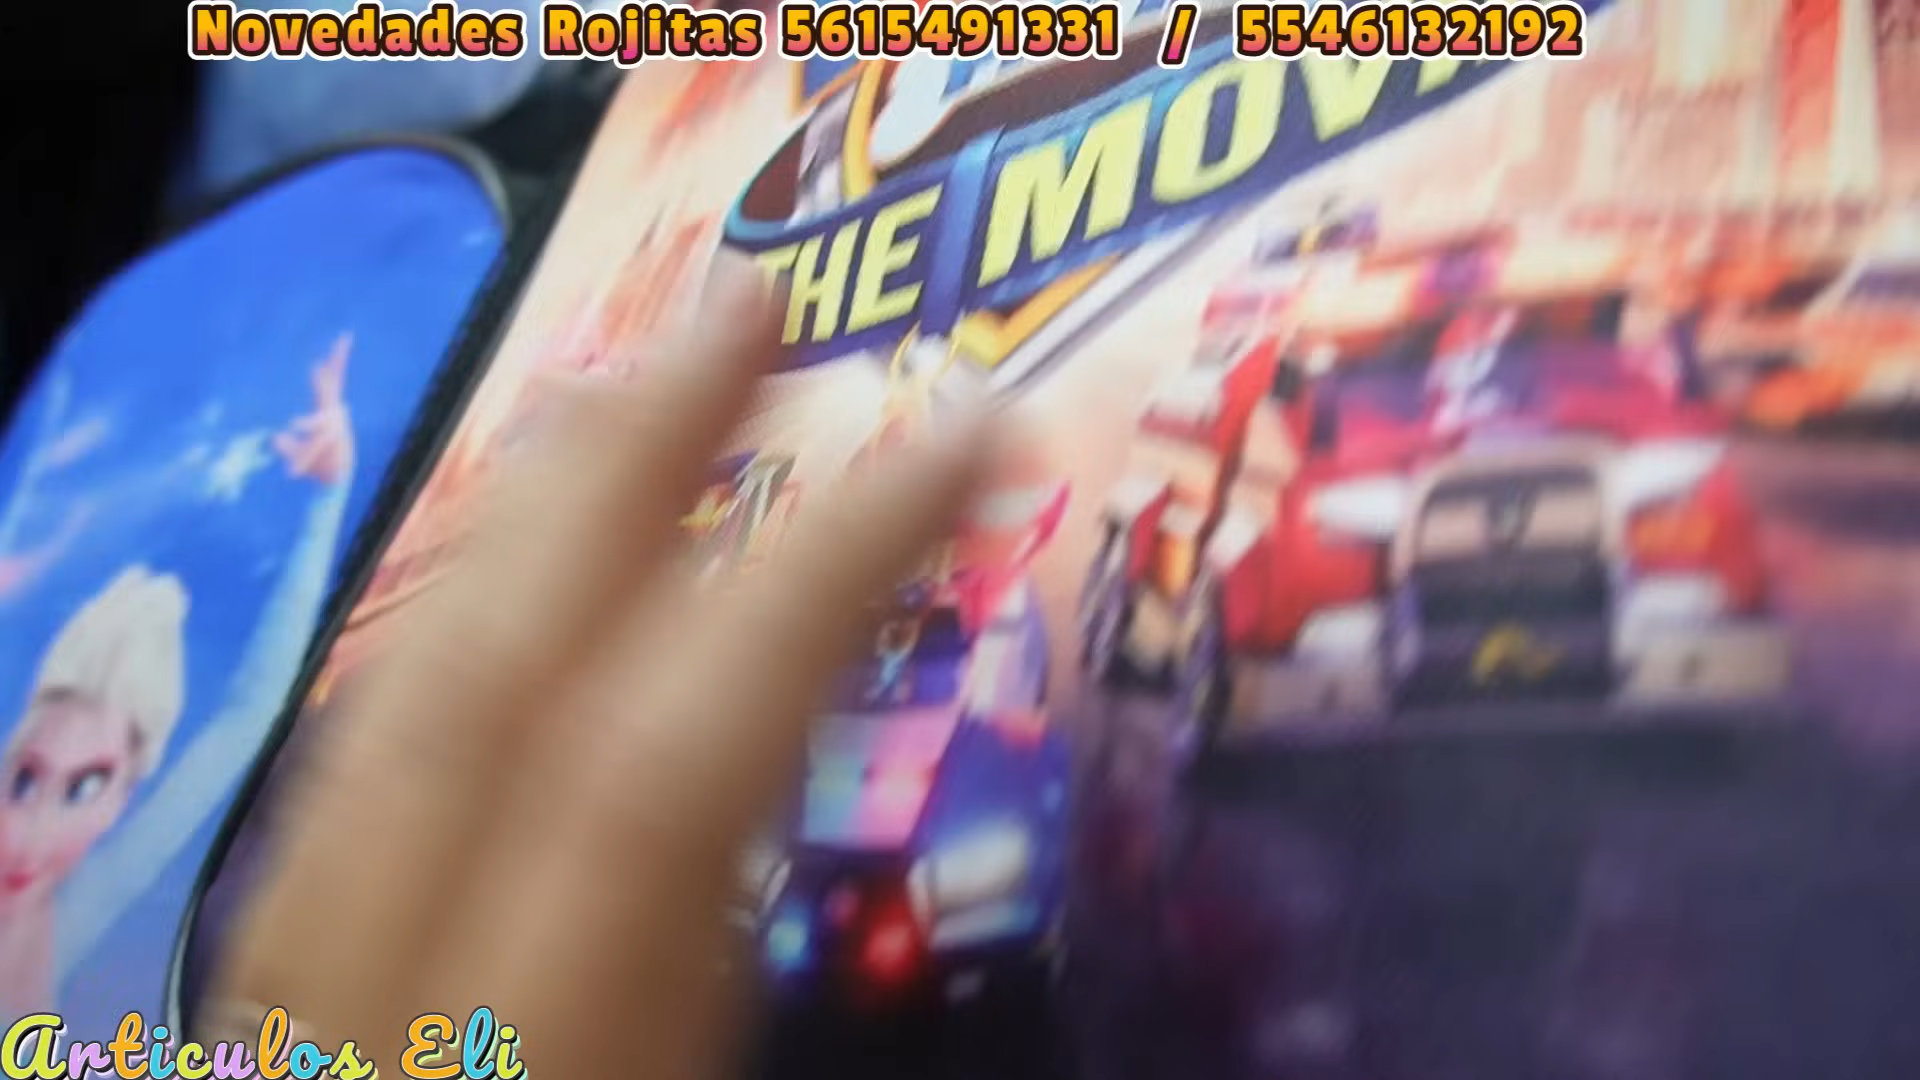 Novedades Rojitas 5615491331 / 5546132192
THE MOV
Articulos Eli